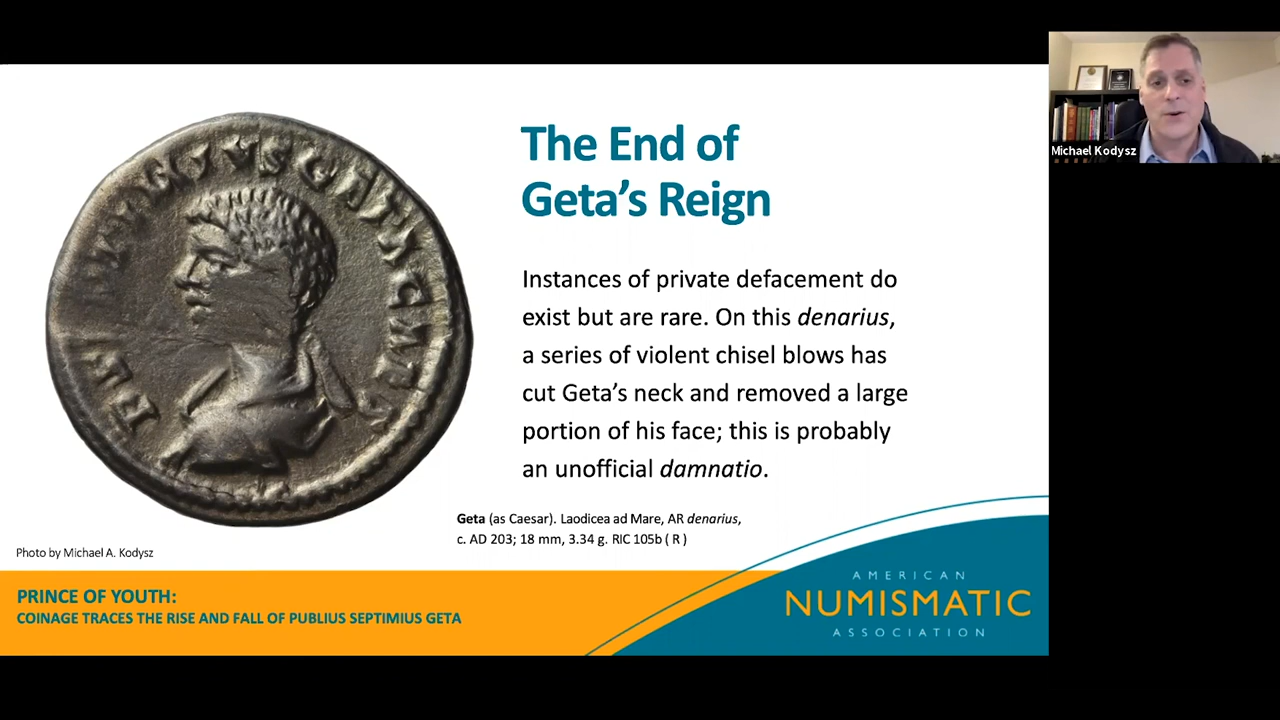 The End of
Geta's Reign
Instances of private defacement do
exist but are rare. On this denarius,
a series of violent chisel blows has
cut Geta's neck and removed a large
portion of his face; this is probably
an unofficial damnatio.
Geta (as Caesar). Laodicea ad Mare, AR denarius,
c. AD 203; 18 mm, 3.34 g. RIC 105b ( R )
Photo by Michael A. Kodysz
PRINCE OF YOUTH:
COINAGE TRACES THE RISE AND FALL OF PUBLIUS SEPTIMIUS GETA
AMERICAN
NUMISMATIC
ASSOCIATION
Michael Kodysz